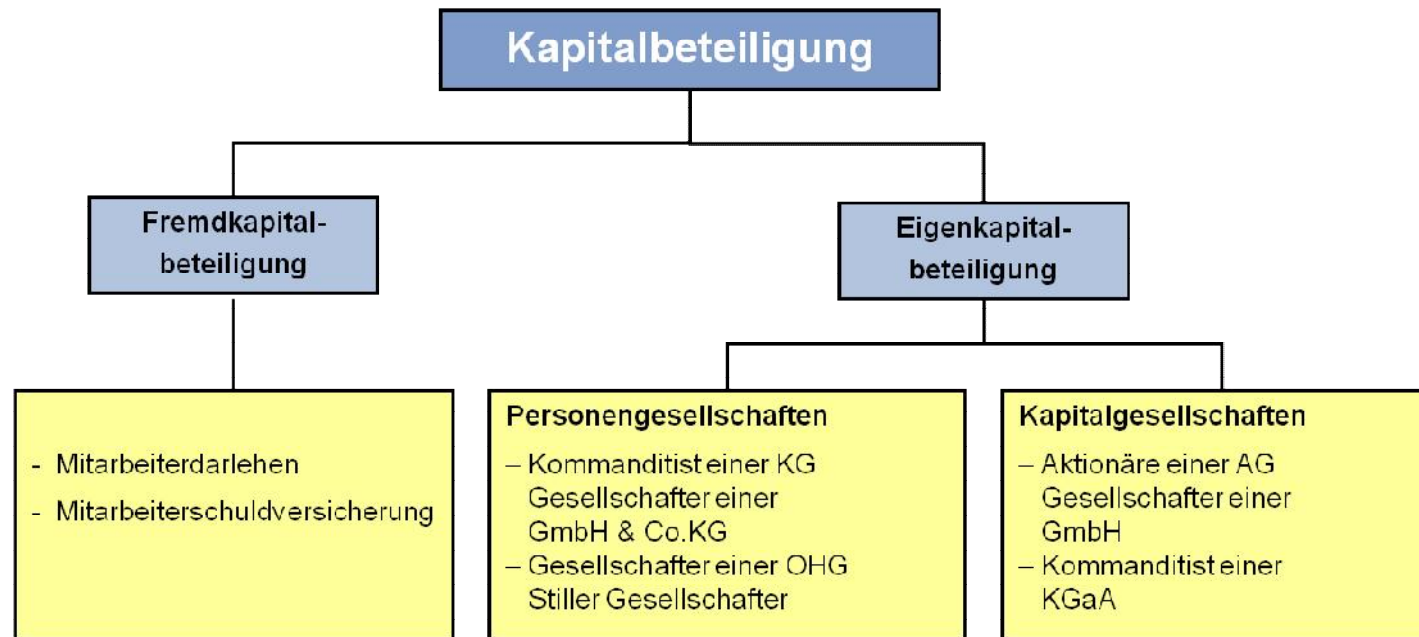 Kapitalbeteiligung
Fremdkapital-
beteiligung
Eigenkapital-
beteiligung
- Mitarbeiterdarlehen
- Mitarbeiterschuldversicherung
Personengesellschaften
– Kommanditist einer KG
Gesellschafter einer
GmbH & Co.KG
– Gesellschafter einer OHG
Stiller Gesellschafter
Kapitalgesellschaften
– Aktionäre einer AG
Gesellschafter einer
GmbH
– Kommanditist einer
KGaA